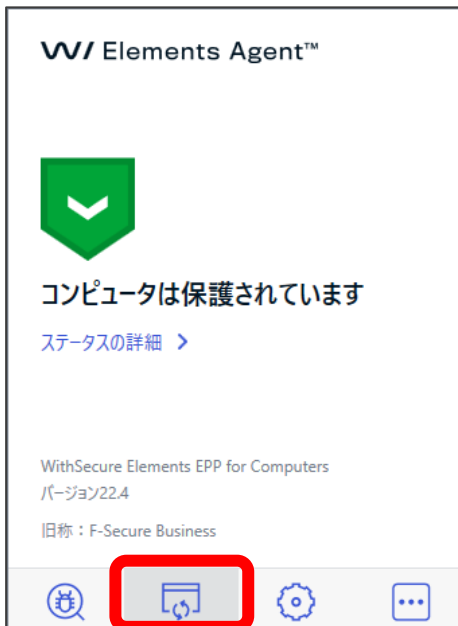 W/ Elements Agent™
コンピュータは保護されています
ステータスの詳細 >
WithSecure Elements EPP for Computers
バージョン22.4
旧称：F-Secure Business